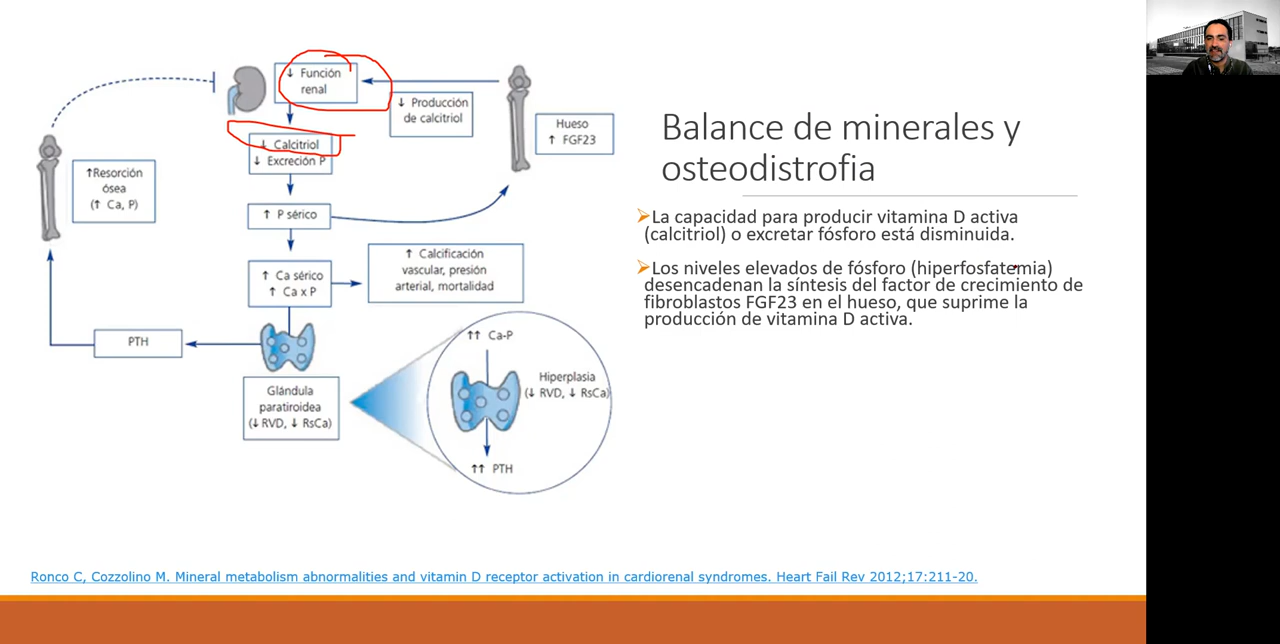 ↓ Función
renal
↓ Producción
de calcitriol
Hueso
↑ FGF23
↓ Calcitriol
↓ Excreción P
↑Resorción
ósea
(↑ Ca, P)
↑ P sérico
↑ Ca sérico
↑ Ca x P
↑ Calcificación
vascular, presión
arterial, mortalidad
PTH
Glándula
paratiroidea
(↓ RVD, ↓ RsCa)
↑↑ Ca-P
Hiperplasia
(↓ RVD, ↓ RsCa)
↑↑ PTH
Balance de minerales y
osteodistrofia
La capacidad para producir vitamina D activa
(calcitriol) o excretar fósforo está disminuida.
Los niveles elevados de fósforo (hiperfosfatemia)
desencadenan la síntesis del factor de crecimiento de
fibroblastos FGF23 en el hueso, que suprime la
producción de vitamina D activa.
Ronco C, Cozzolino M. Mineral metabolism abnormalities and vitamin D receptor activation in cardiorenal syndromes. Heart Fail Rev 2012;17:211-20.